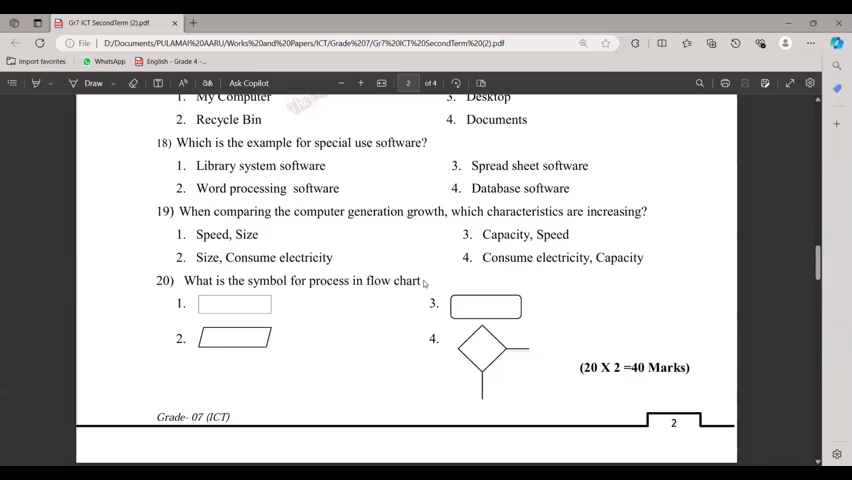 Gr7 ICT SecondTerm (2).pdf
File
D:/Documents/PULAMAI%20AARU/Works%20and%20Papers/ICT/Grade%207/Gr7%20ICT%20SecondTerm%20(2).pdf
Import favorites
WhatsApp
English - Grade 4 -...
Draw
Ask Copilot
2
of 4
1. My Computer
3. Desktop
2. Recycle Bin
4. Documents
18) Which is the example for special use software?
1. Library system software
3. Spread sheet software
2. Word processing software
4. Database software
19) When comparing the computer generation growth, which characteristics are increasing?
1. Speed, Size
3. Capacity, Speed
2. Size, Consume electricity
4. Consume electricity, Capacity
20) What is the symbol for process in flow chart
1.
3.
2.
4.
(20 X 2 =40 Marks)
Grade- 07 (ICT)
2